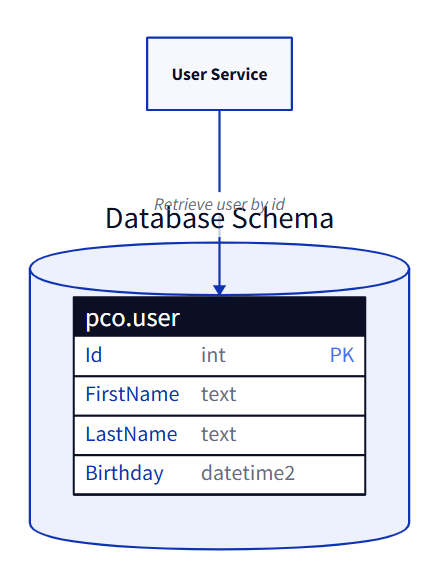 User Service
Retrieve user by id
Database Schema
pco.user
Id int PK
FirstName text
LastName text
Birthday datetime2